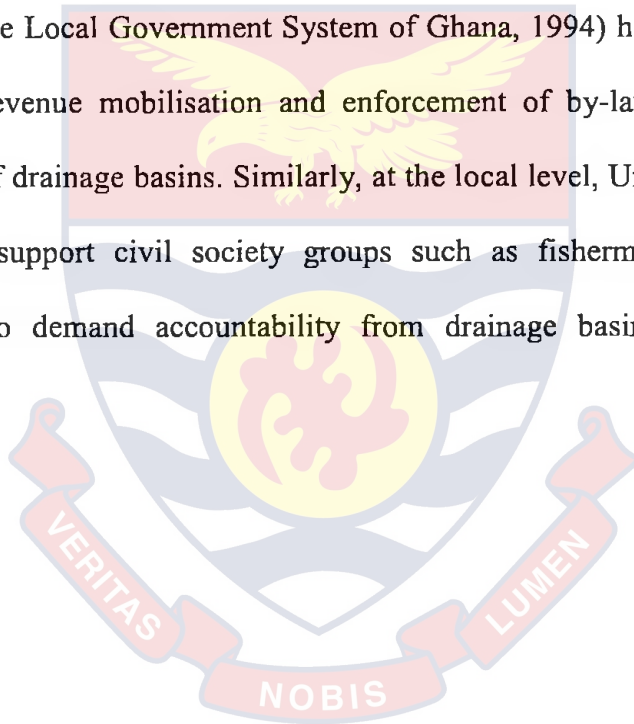 e Local Government System of Ghana, 1994) h
evenue mobilisation and enforcement of by-la
f drainage basins. Similarly, at the local level, U
support civil society groups such as fisherm
o demand accountability from drainage basin
VERITAS
NOBIS
LUMEN